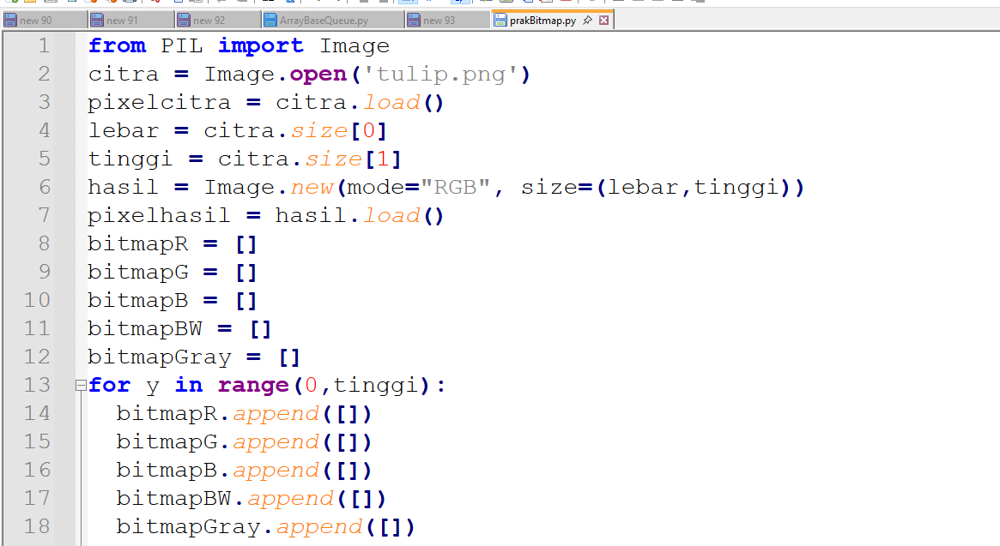 new 90 new 91 new 92 ArrayBaseQueue.py new 93 prakBitmap.py
1 from PIL import Image
2 citra = Image.open('tulip.png')
3 pixelcitra = citra.load()
4 lebar = citra.size[0]
5 tinggi = citra.size[1]
6 hasil = Image.new(mode="RGB", size=(lebar,tinggi))
7 pixelhasil = hasil.load()
8 bitmapR = []
9 bitmapG = []
10 bitmapB = []
11 bitmapBW = []
12 bitmapGray = []
13 for y in range(0,tinggi):
14 bitmapR.append([])
15 bitmapG.append([])
16 bitmapB.append([])
17 bitmapBW.append([])
18 bitmapGray.append([])